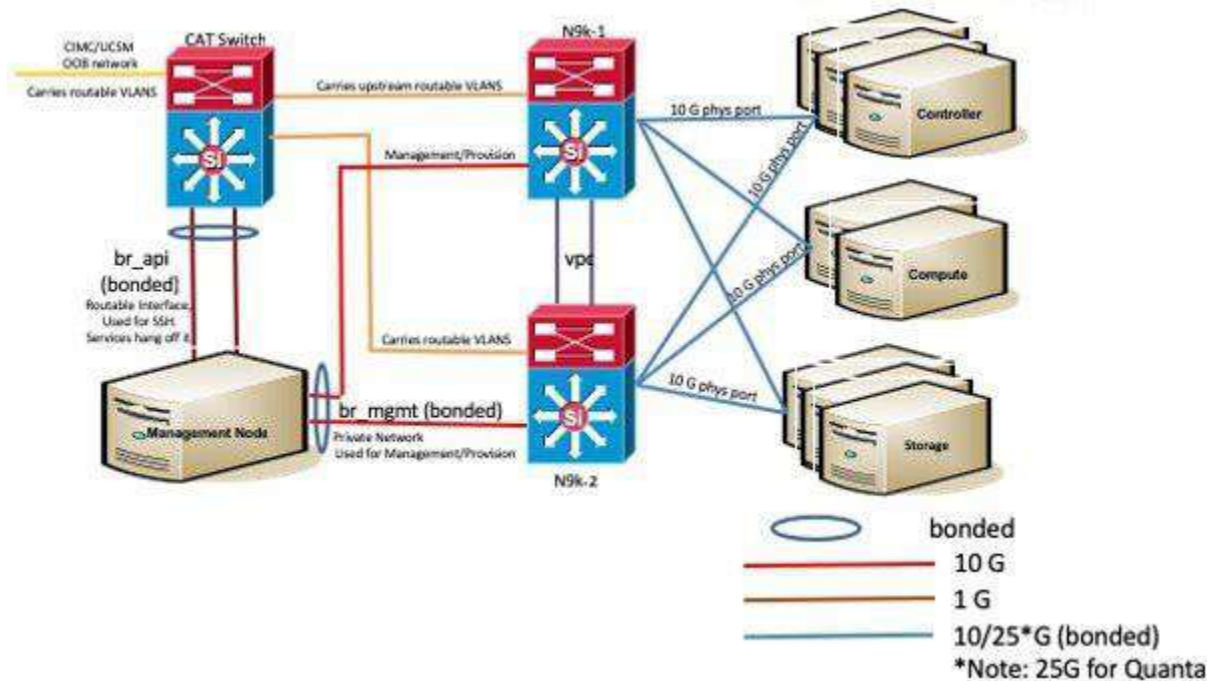 CAT Switch
N9k-1
CIMC/UCSM
OOB network
Carries routable VLANS
Carries upstream routable VLANS
Si
Si
Management/Provision
10 G phys port
10 G phys port
Controller
br_api
(bonded)
Routable Interface,
Used for SSH
Services hang off it
vpc
10 G phys port
Compute
Carries routable VLANS
10 G phys port
Management Node
br_mgmt (bonded)
Private Network
Used for Management/Provision
Si
N9k-2
Storage
bonded
10 G
1 G
10/25*G (bonded)
*Note: 25G for Quanta